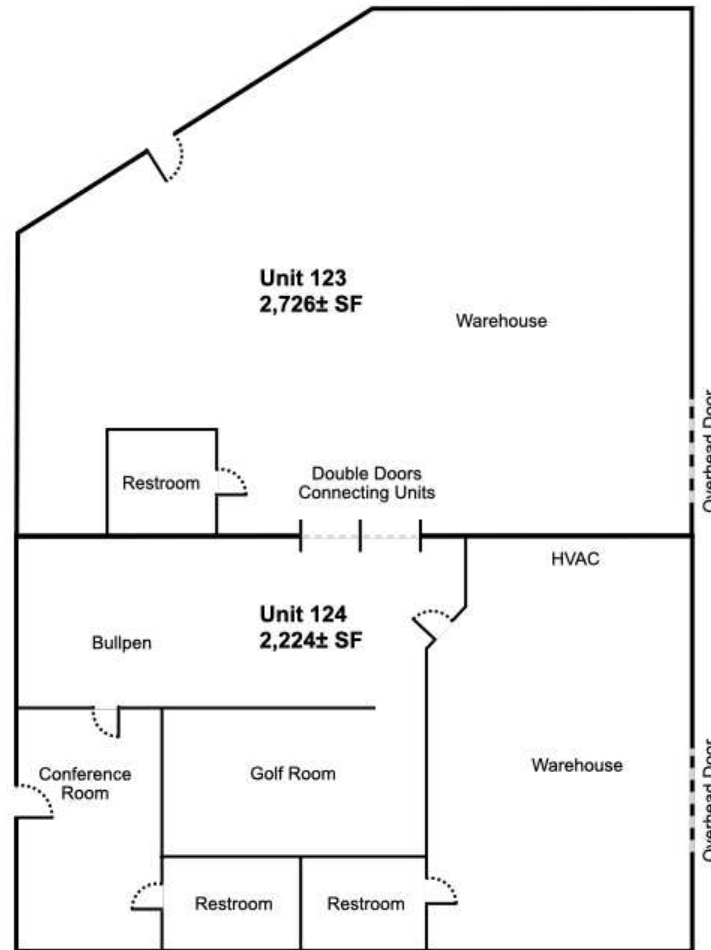 Unit 123
2,726± SF
Warehouse
Overhead Door
Restroom
Double Doors
Connecting Units
HVAC
Unit 124
2,224± SF
Bullpen
Conference
Room
Golf Room
Warehouse
Overhead Door
Restroom
Restroom